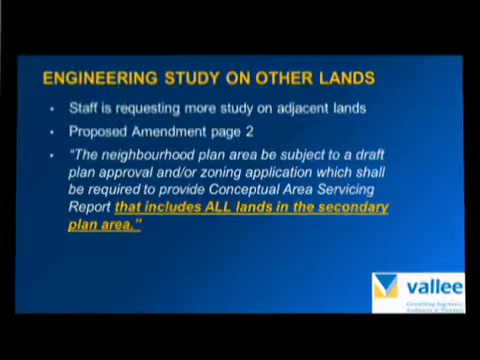 ENGINEERING STUDY ON OTHER LANDS
• Staff is requesting more study on adjacent lands
• Proposed Amendment page 2
• "The neighbourhood plan area be subject to a draft
plan approval and/or zoning application which shall
be required to provide Conceptual Area Servicing
Report that includes ALL lands in the secondary
plan area."
vallee
Consulting Engineers,